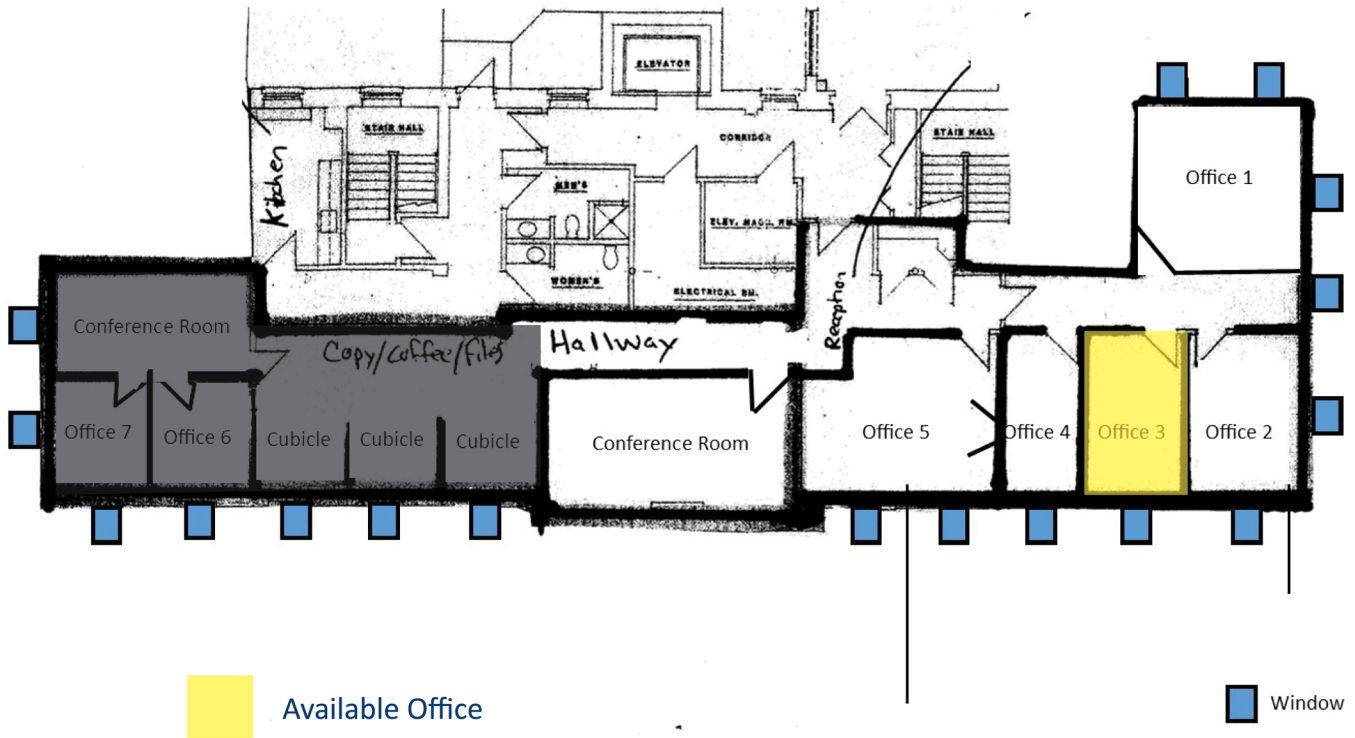 ELEVATOR
STAIR HALL
CORRIDOR
STAIR HALL
Kitchen
MEN'S
ELEV. MACH. RM.
Office 1
WOMEN'S
ELECTRICAL RM.
Reception
Conference Room
Copy/Coffee/Files
Hallway
Office 7
Office 6
Cubicle
Cubicle
Cubicle
Conference Room
Office 5
Office 4
Office 3
Office 2
Available Office
Window